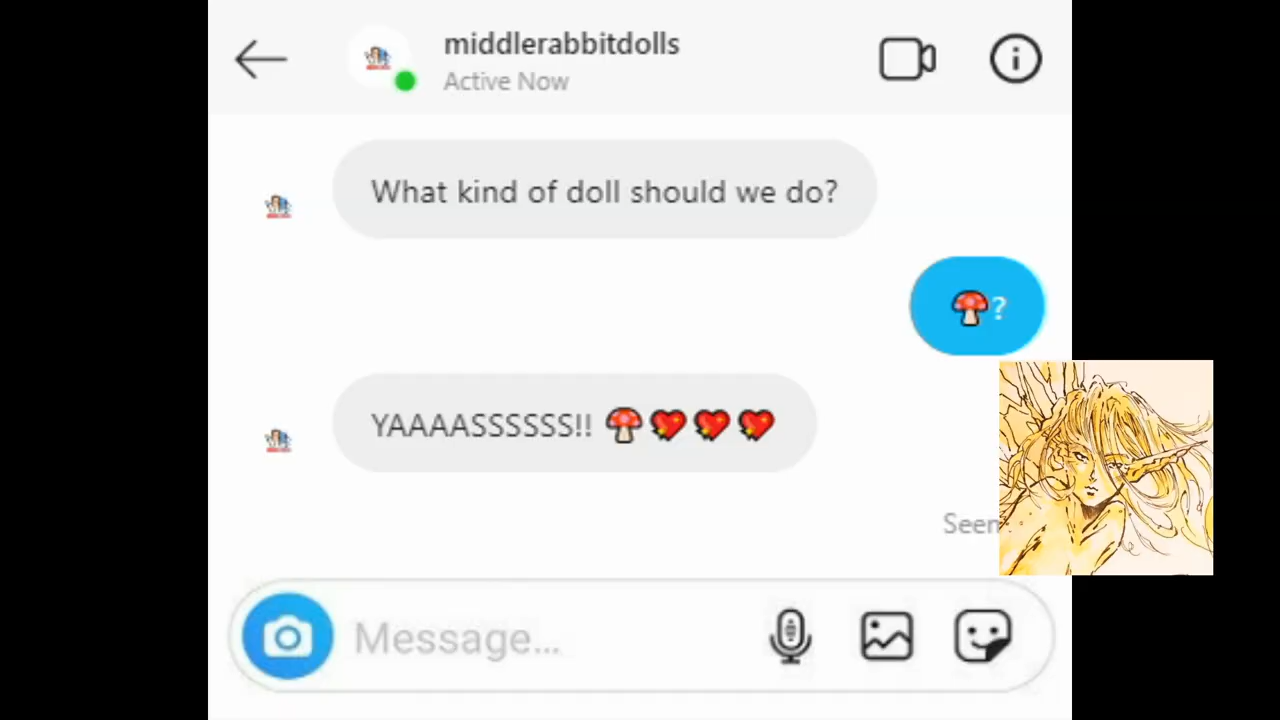 middlerabbitdolls
Active Now
What kind of doll should we do?
🍄?
YAAAASSSSSS!! 🍄💘💘💘
Seen
Message...